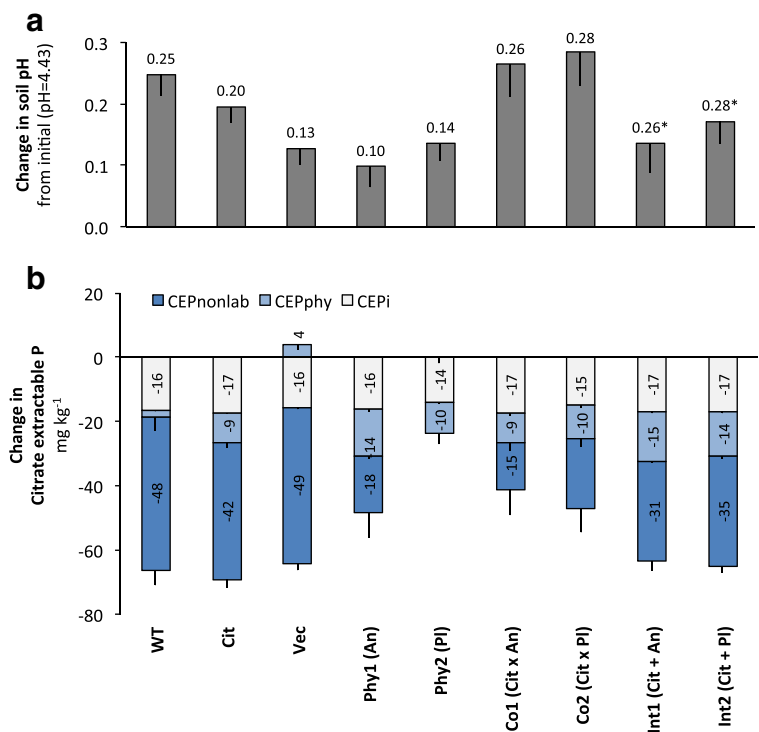 a
Change in soil pH
from initial (pH=4.43)
0.3
0.2
0.1
0.0
0.25
0.20
0.13
0.10
0.14
0.26
0.28
0.26*
0.28*
b
Change in
Citrate extractable P
mg kg-1
20
0
-20
-40
-60
-80
CEPnonlab CEPphy CEPi
4
-16 -17 -16 -16 -14 -17 -15 -17 -17
-9 -14 -10 -9 -10 -15 -14
-48 -42 -49 -18 -15 -31 -35
WT
Cit
Vec
Phy1 (An)
Phy2 (Pl)
Co1 (Cit x An)
Co2 (Cit x Pl)
Int1 (Cit + An)
Int2 (Cit + Pl)